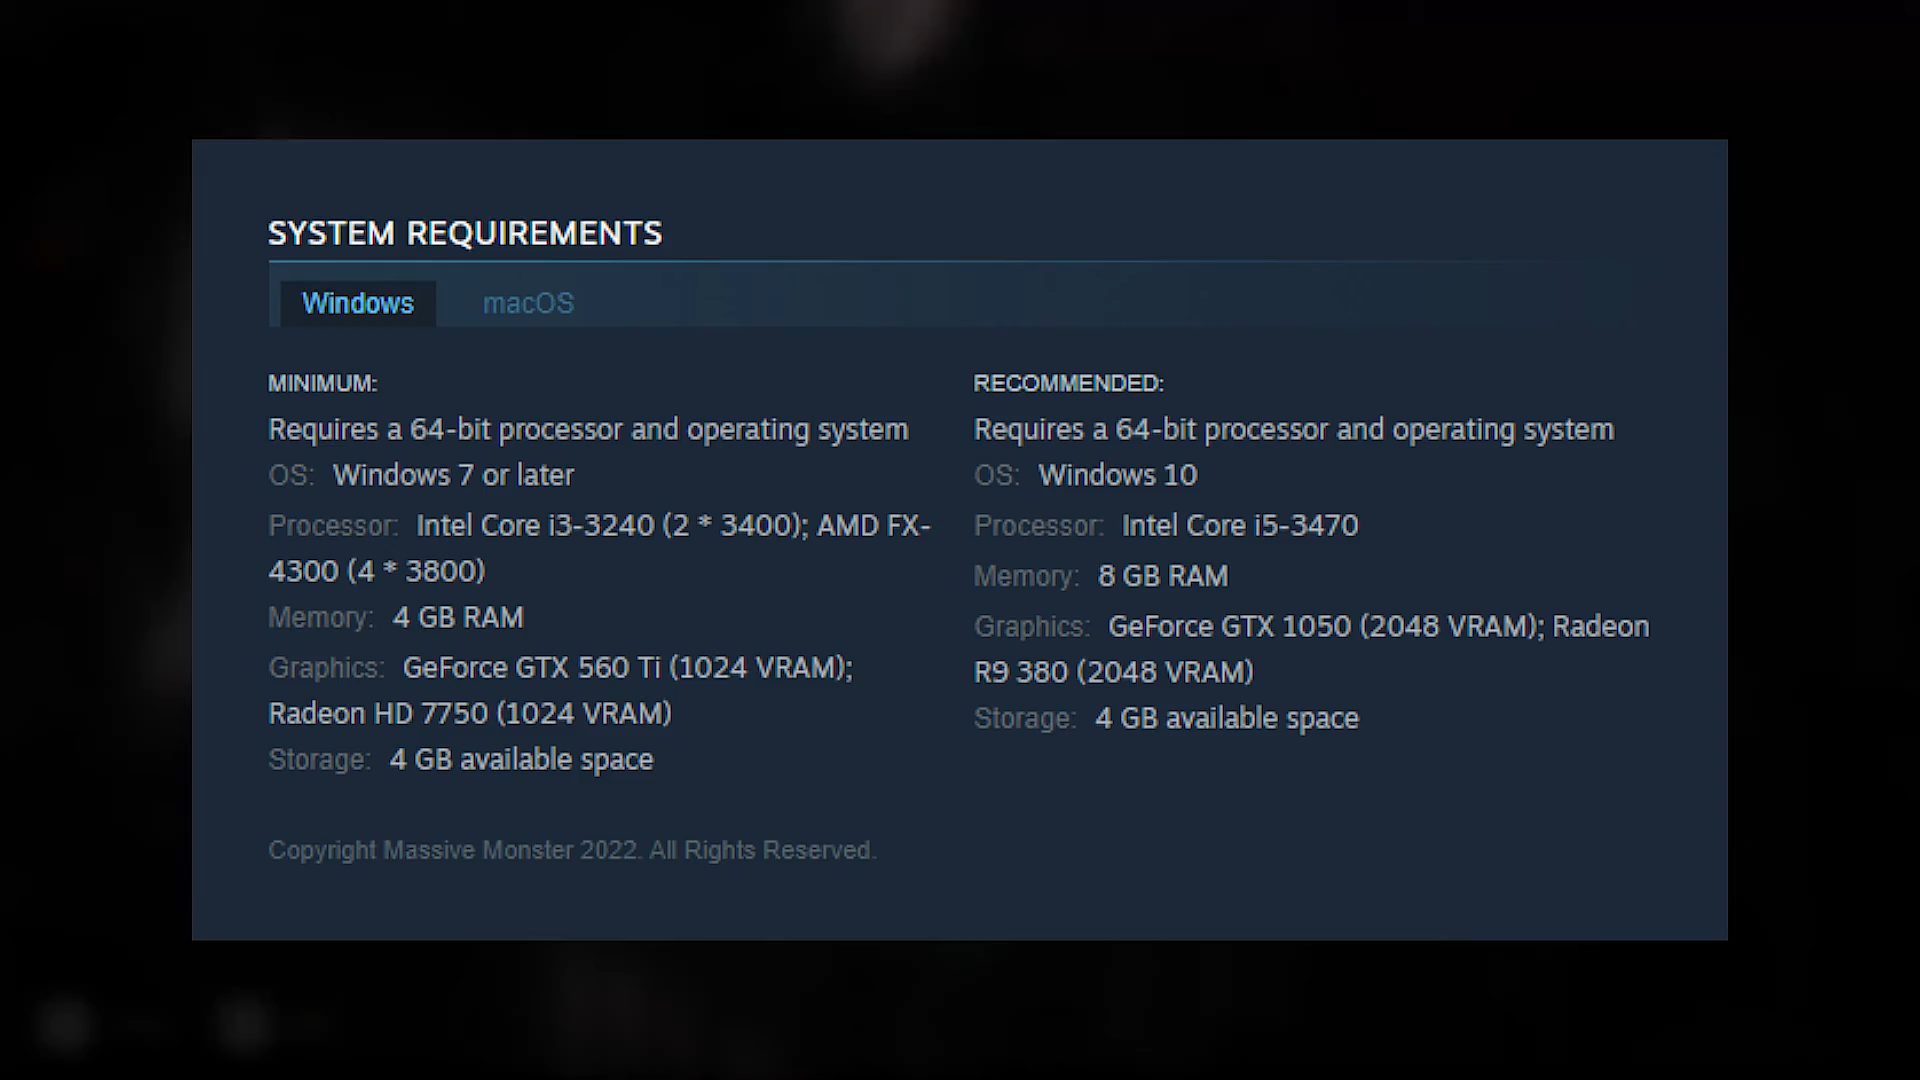 SYSTEM REQUIREMENTS
Windows macOS
MINIMUM:
Requires a 64-bit processor and operating system
OS: Windows 7 or later
Processor: Intel Core i3-3240 (2 * 3400); AMD FX-
4300 (4 * 3800)
Memory: 4 GB RAM
Graphics: GeForce GTX 560 Ti (1024 VRAM);
Radeon HD 7750 (1024 VRAM)
Storage: 4 GB available space
RECOMMENDED:
Requires a 64-bit processor and operating system
OS: Windows 10
Processor: Intel Core i5-3470
Memory: 8 GB RAM
Graphics: GeForce GTX 1050 (2048 VRAM); Radeon
R9 380 (2048 VRAM)
Storage: 4 GB available space
Copyright Massive Monster 2022. All Rights Reserved.